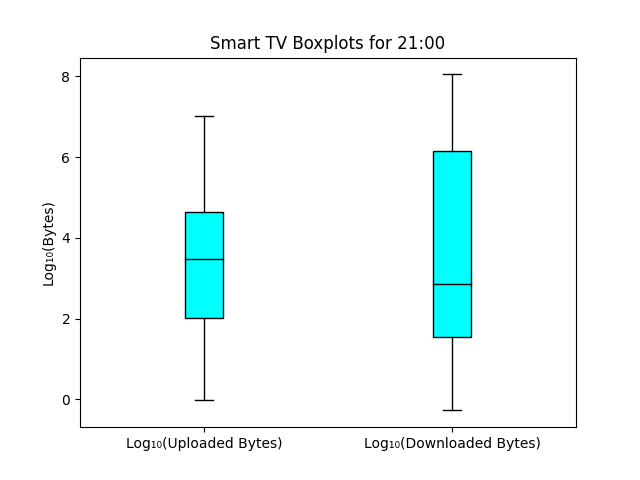 Smart TV Boxplots for 21:00
Log₁₀(Bytes)
8
6
4
2
0
Log₁₀(Uploaded Bytes)
Log₁₀(Downloaded Bytes)